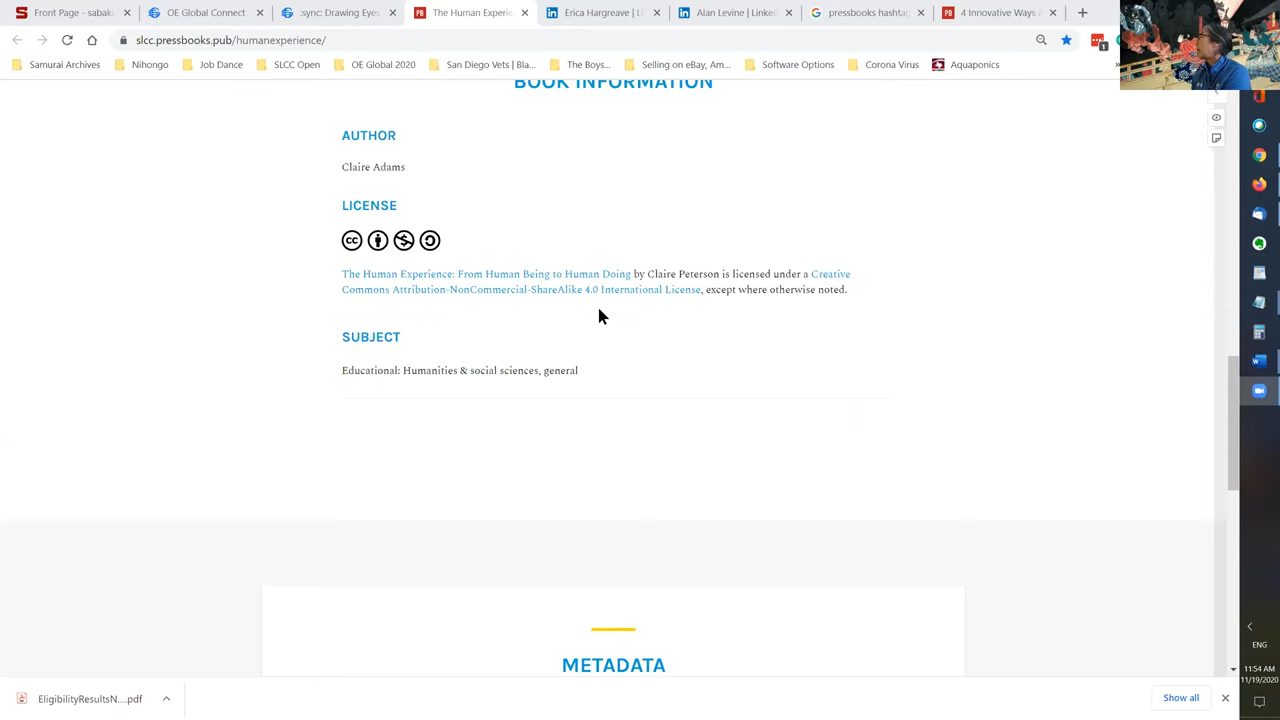 Front Page - sabak
OE Global Connect
:sync: Drawing Eyes
The Human Experie
Erica Hargreave | L
Alan Levine | Linked
press books - Postag
4 Innovative Ways
slcc.pressbooks.pub/humanexperience/
Samurai Archives
Nihongo
Job Dance
SLCC Open
OE Global 2020
San Diego Vets | Bla...
The Boys...
Selling on eBay, Am...
Software Options
Corona Virus
Aquaponics
BOOK INFORMATION
AUTHOR
Claire Adams
LICENSE
The Human Experience: From Human Being to Human Doing by Claire Peterson is licensed under a Creative
Commons Attribution-NonCommercial-ShareAlike 4.0 International License, except where otherwise noted.
SUBJECT
Educational: Humanities & social sciences, general
METADATA
EligibilityResultsN....pdf
Show all
ENG
11:54 AM
11/19/2020